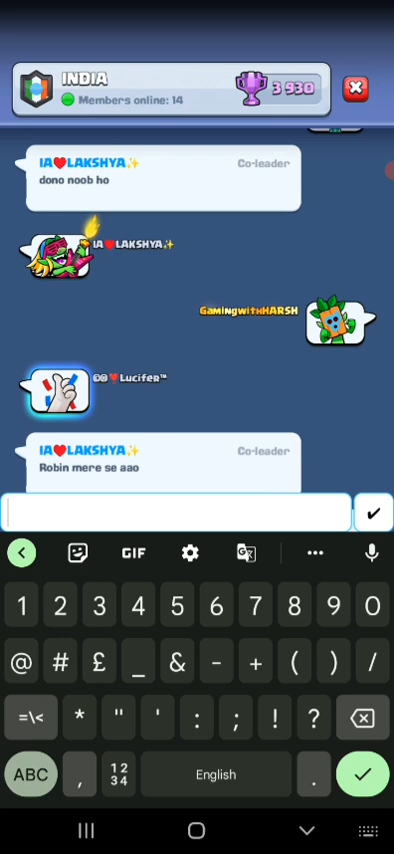 INDIA
Members online: 14
3 930
IA❤️LAKSHYA✨ Co-leader
dono noob ho
IA❤️LAKSHYA✨
GamingwithHARSH
Lucifer™
IA❤️LAKSHYA✨ Co-leader
Robin mere se aao
GIF
1 2 3 4 5 6 7 8 9 0
@ # £ _ & - + ( ) /
=\< * " ' : ; ! ?
ABC , 12 34 English .